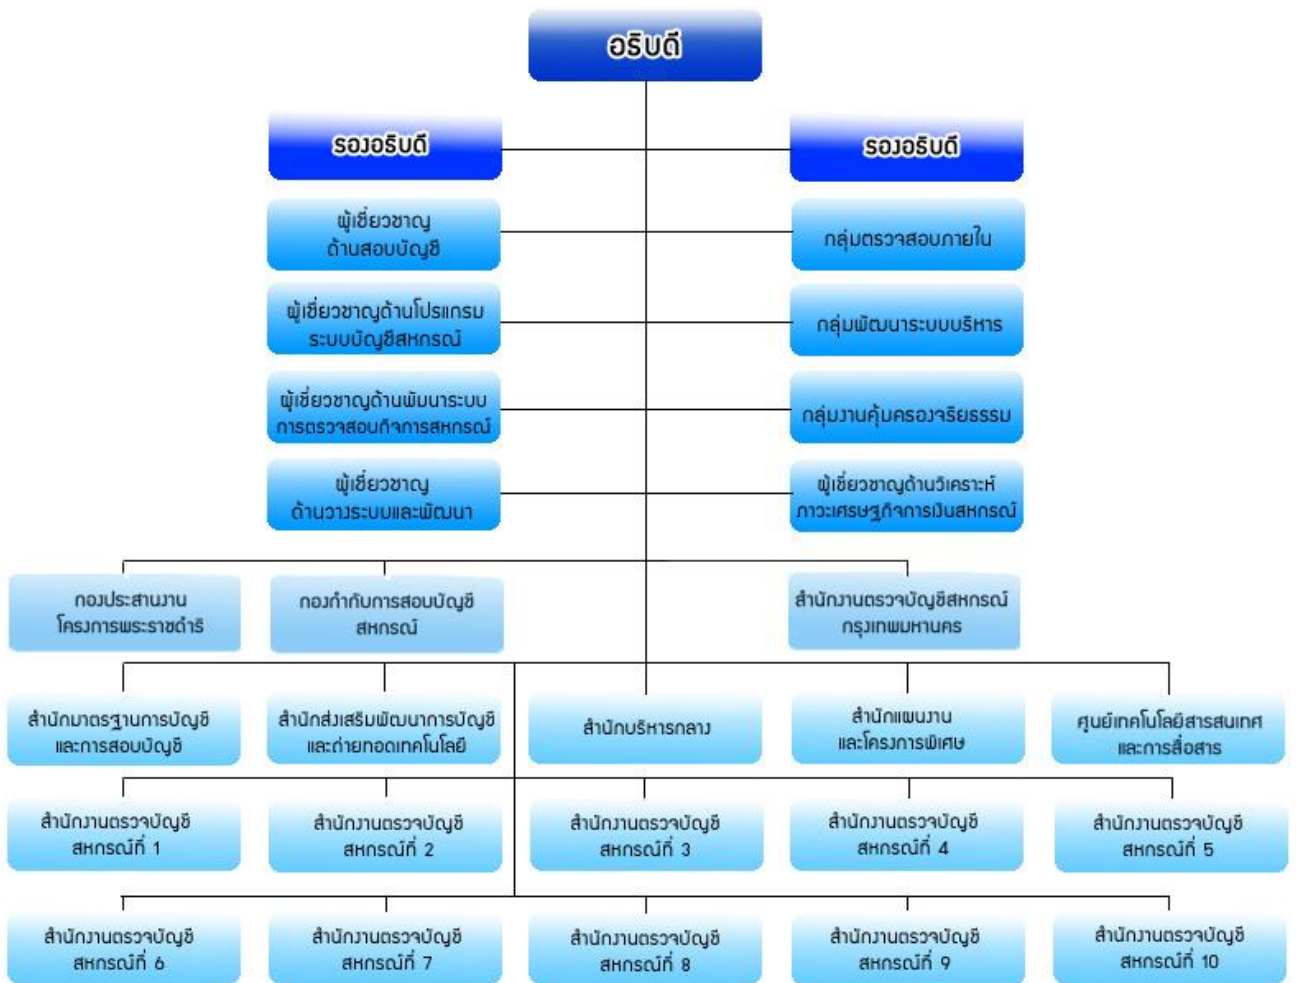 อธิบดี
รองอธิบดี
รองอธิบดี
ผู้เชี่ยวชาญ
ด้านสอบบัญชี
กลุ่มตรวจสอบภายใน
ผู้เชี่ยวชาญด้านโปรแกรม
ระบบบัญชีสหกรณ์
กลุ่มพัฒนาระบบบริหาร
ผู้เชี่ยวชาญด้านพัมนาระบบ
การตรวจสอบกิจการสหกรณ์
กลุ่มงานคุ้มครองจริยธรรม
ผู้เชี่ยวชาญ
ด้านวางระบบและพัฒนา
ผู้เชี่ยวชาญด้านวิเคราะห์
ภาวะเศรษฐกิจการเงินสหกรณ์
กองประสานงาน
โครงการพระราชดำริ
กองกำกับการสอบบัญชี
สหกรณ์
สำนักงานตรวจบัญชีสหกรณ์
กรุงเทพมหานคร
สำนักมาตรฐานการบัญชี
และการสอบบัญชี
สำนักส่งเสริมพัฒนาการบัญชี
และถ่ายทอดเทคโนโลยี
สำนักบริหารกลาง
สำนักแผนงาน
และโครงการพิเศษ
ศูนย์เทคโนโลยีสารสนเทศ
และการสื่อสาร
สำนักงานตรวจบัญชี
สหกรณ์ที่ 1
สำนักงานตรวจบัญชี
สหกรณ์ที่ 2
สำนักงานตรวจบัญชี
สหกรณ์ที่ 3
สำนักงานตรวจบัญชี
สหกรณ์ที่ 4
สำนักงานตรวจบัญชี
สหกรณ์ที่ 5
สำนักงานตรวจบัญชี
สหกรณ์ที่ 6
สำนักงานตรวจบัญชี
สหกรณ์ที่ 7
สำนักงานตรวจบัญชี
สหกรณ์ที่ 8
สำนักงานตรวจบัญชี
สหกรณ์ที่ 9
สำนักงานตรวจบัญชี
สหกรณ์ที่ 10